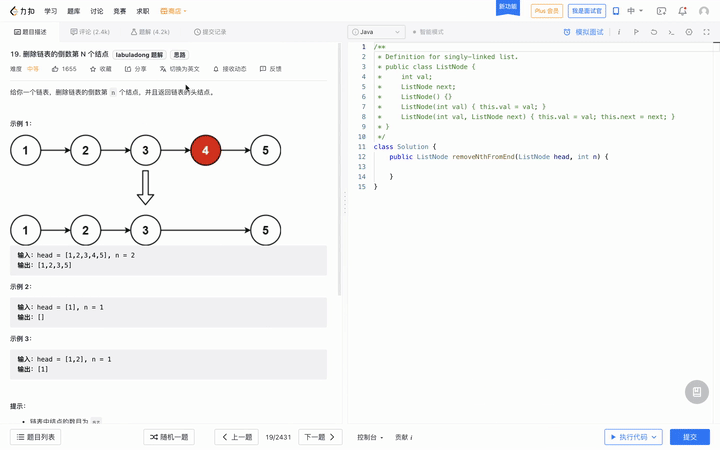 力扣 学习 题库 讨论 竞赛 求职 商店 新功能 Plus 会员 我是面试官 中
题目描述 评论 (2.4k) 题解 (4.2k) 提交记录 Java 智能模式 模拟面试
19. 删除链表的倒数第 N 个结点 labuladong 题解 思路
难度 中等 1655 收藏 分享 切换为英文 接收动态 反馈
给你一个链表，删除链表的倒数第 n 个结点，并且返回链表的头结点。
示例 1：
1 2 3 4 5
1 2 3 5
输入：head = [1,2,3,4,5], n = 2
输出：[1,2,3,5]
示例 2：
输入：head = [1], n = 1
输出：[]
示例 3：
输入：head = [1,2], n = 1
输出：[1]
提示：
• 链表中结点的数目为 sz
1 /**
2 * Definition for singly-linked list.
3 * public class ListNode {
4 *     int val;
5 *     ListNode next;
6 *     ListNode() {}
7 *     ListNode(int val) { this.val = val; }
8 *     ListNode(int val, ListNode next) { this.val = val; this.next = next; }
9 * }
10 */
11 class Solution {
12     public ListNode removeNthFromEnd(ListNode head, int n) {
13
14     }
15 }
题目列表 随机一题 上一题 19/2431 下一题 控制台 贡献 i 执行代码 提交